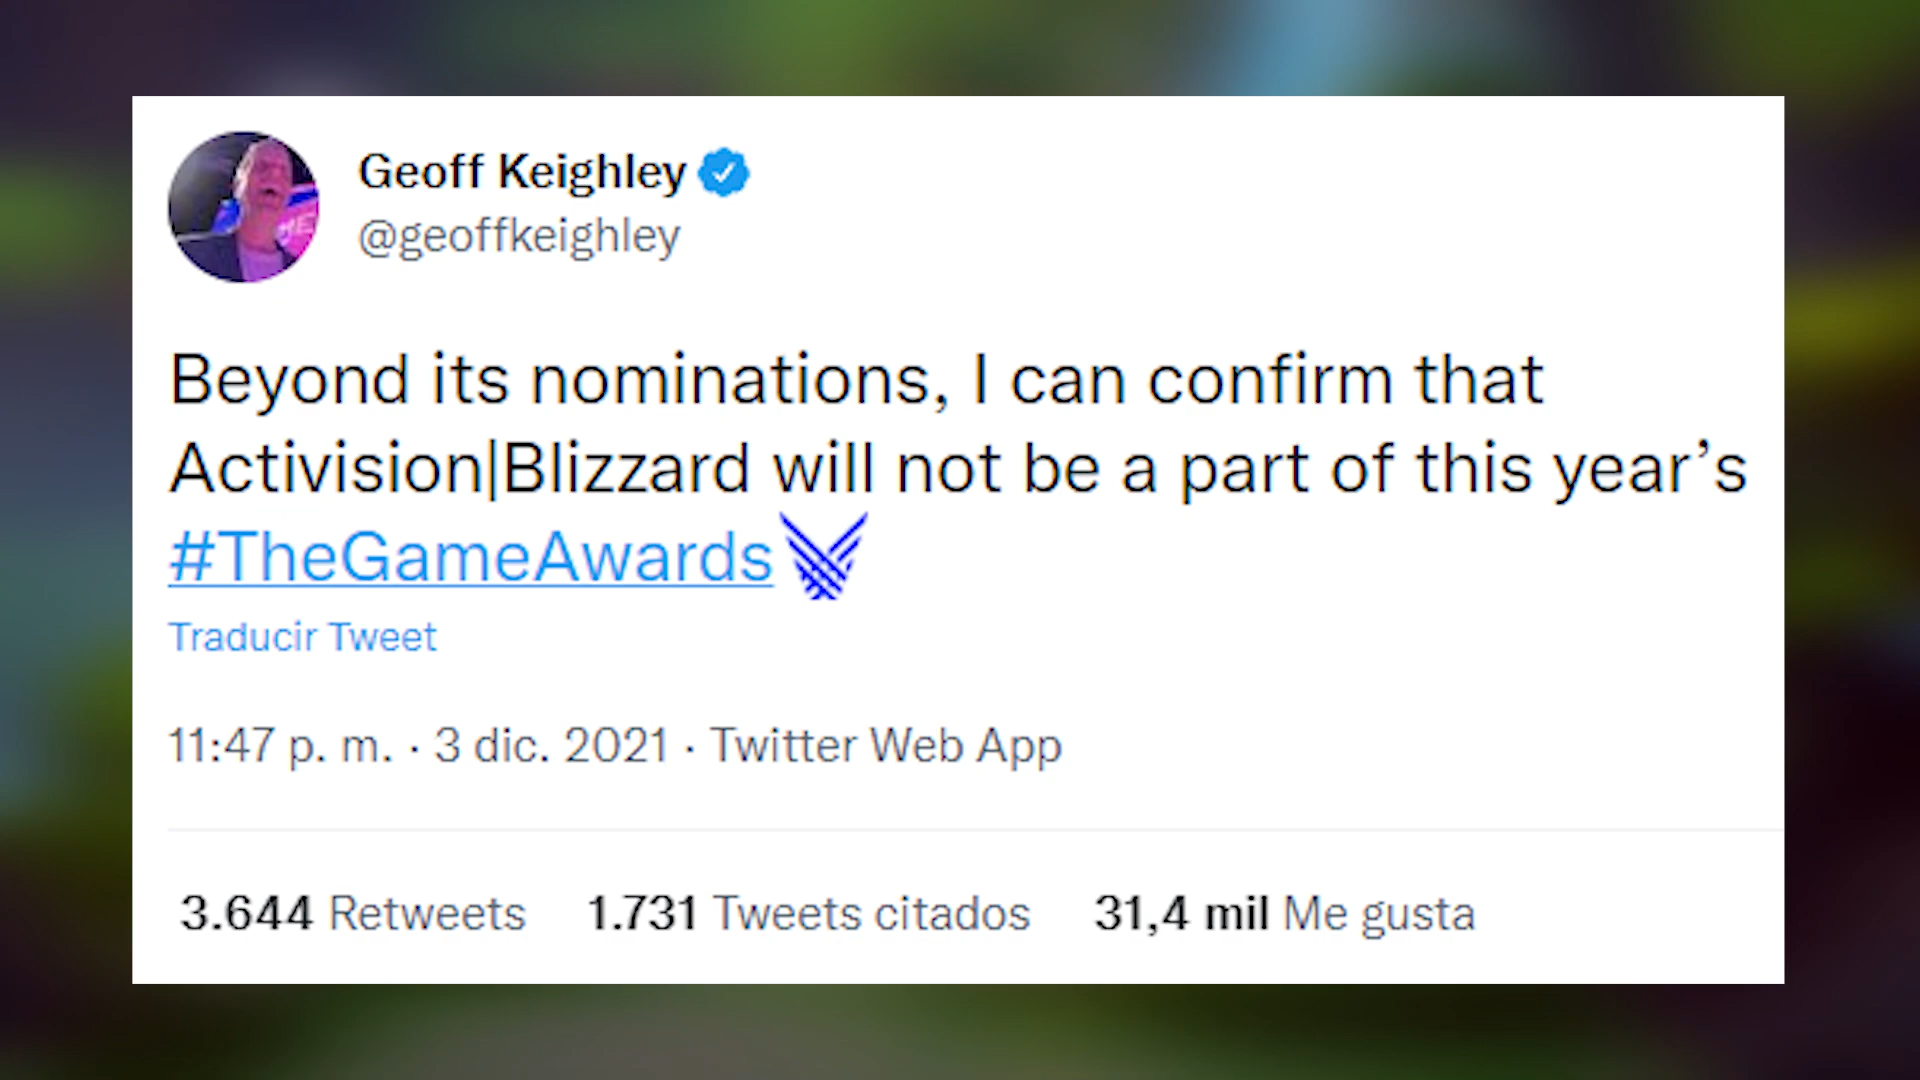 Geoff Keighley
@geoffkeighley
Beyond its nominations, I can confirm that
Activision|Blizzard will not be a part of this year’s
#TheGameAwards
Traducir Tweet
11:47 p. m. · 3 dic. 2021 · Twitter Web App
3.644 Retweets 1.731 Tweets citados 31,4 mil Me gusta